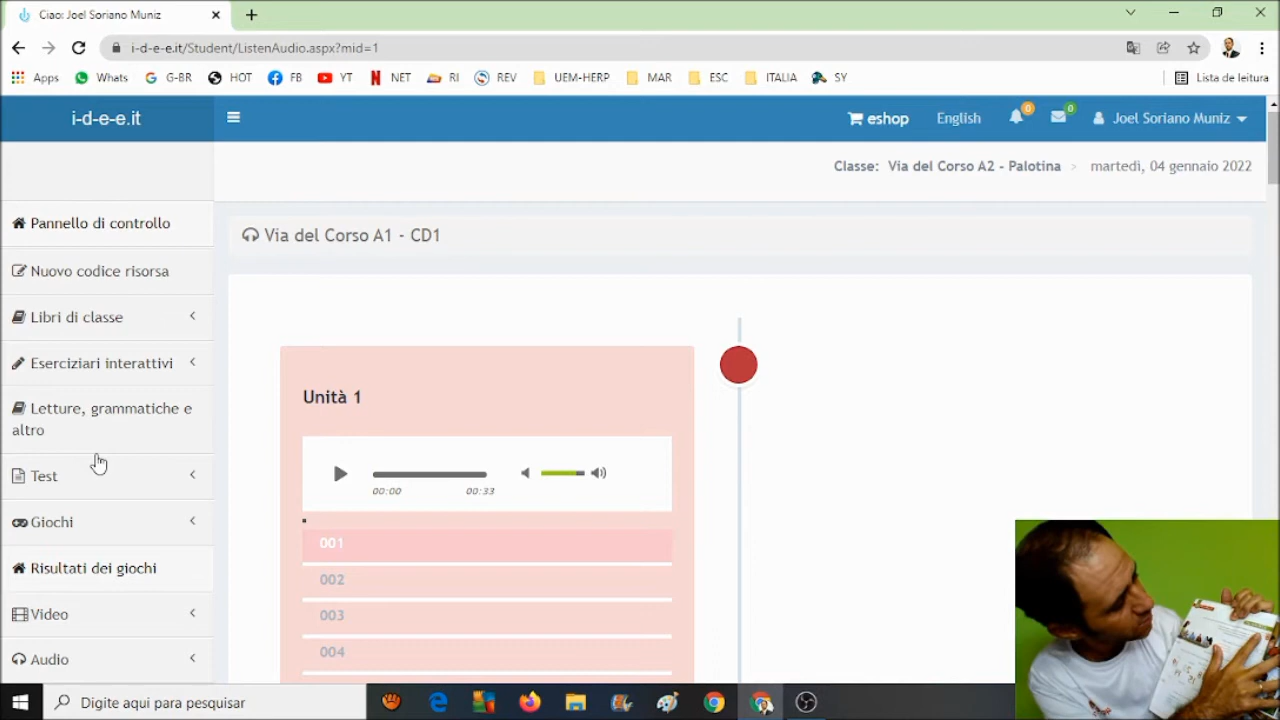 Ciao: Joel Soriano Muniz
i-d-e-e.it/Student/ListenAudio.aspx?mid=1
Apps Whats G-8R HOT FB YT NET RI REV UEM-HERP MAR ESC ITALIA SY Lista de leitura
i-d-e-e.it eshop English 0 0 Joel Soriano Muniz
Classe: Via del Corso A2 - Palotina > martedì, 04 gennaio 2022
Pannello di controllo
Via del Corso A1 - CD1
Nuovo codice risorsa
Libri di classe
Eserciziari interattivi
Letture, grammatiche e
altro
Test
Giochi
Risultati dei giochi
Video
Audio
Unità 1
00:00 00:33
001
002
003
004
Digite aqui para pesquisar